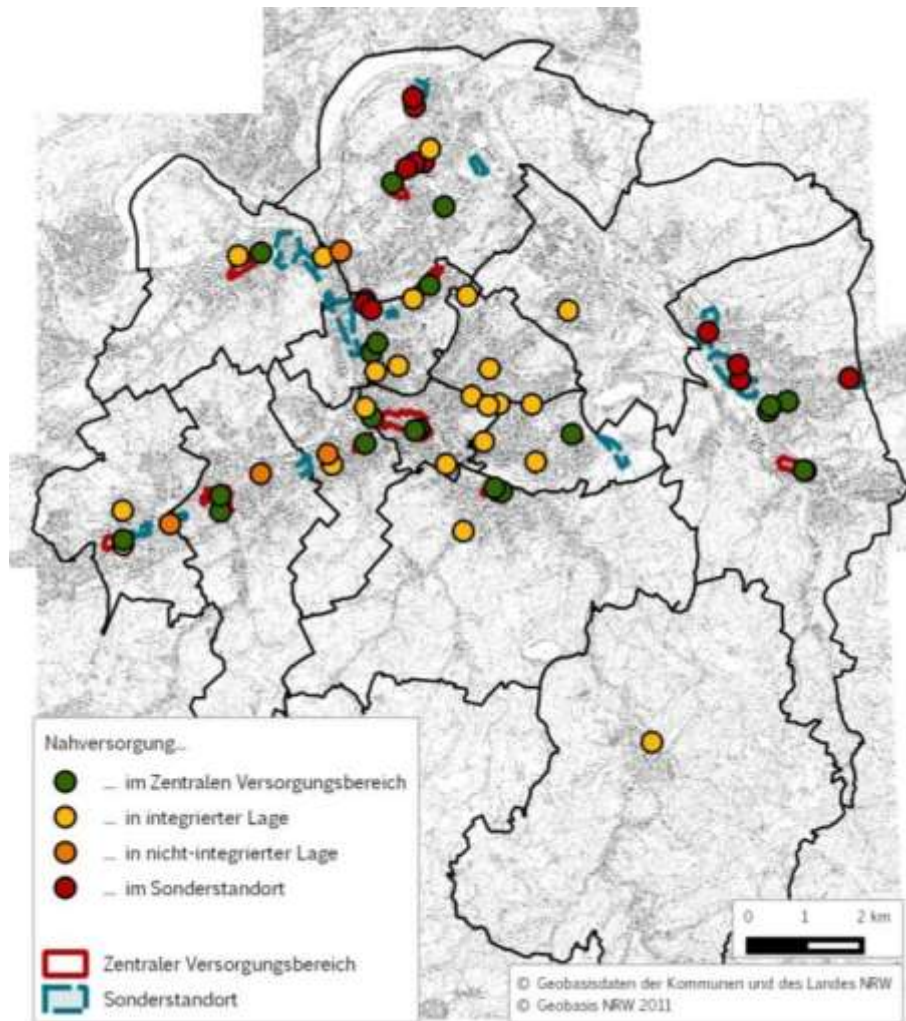 Nahversorgung...
... im Zentralen Versorgungsbereich
... in integrierter Lage
... in nicht-integrierter Lage
... im Sonderstandort
Zentraler Versorgungsbereich
Sonderstandort
0 1 2 km
© Geobasisdaten der Kommunen und des Landes NRW
© Geobasis NRW 2011